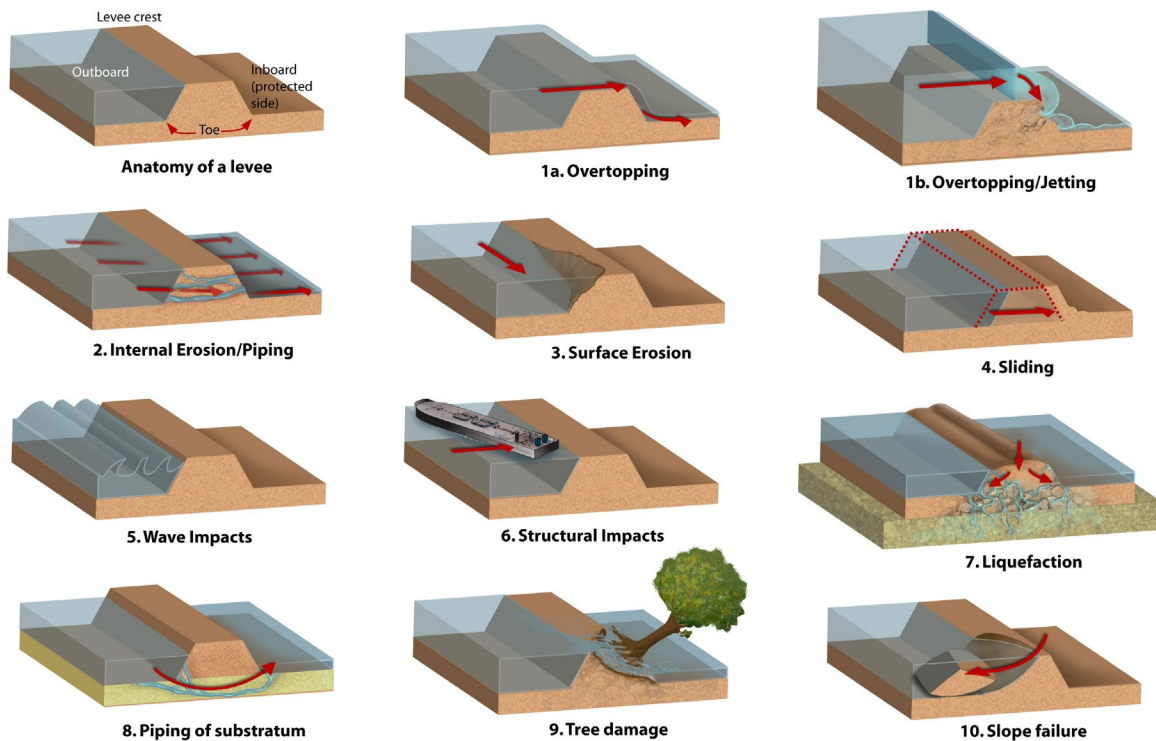 Levee crest
Outboard
Inboard
(protected
side)
Toe
Anatomy of a levee
1a. Overtopping
1b. Overtopping/Jetting
2. Internal Erosion/Piping
3. Surface Erosion
4. Sliding
5. Wave Impacts
6. Structural Impacts
7. Liquefaction
8. Piping of substratum
9. Tree damage
10. Slope failure